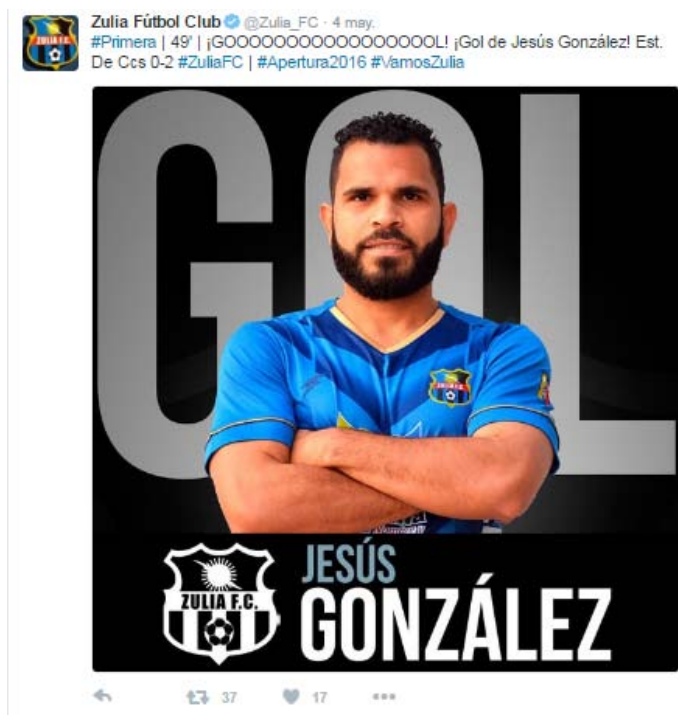 Zulia Fútbol Club @Zulia_FC · 4 may.
#Primera | 49' | ¡GOOOOOOOOOOOOOOOOOL! ¡Gol de Jesús González! Est.
De Ccs 0-2 #ZuliaFC | #Apertura2016 #VamosZulia
GOL
JESÚS
ZULIA F.C.
GONZÁLEZ
37
17